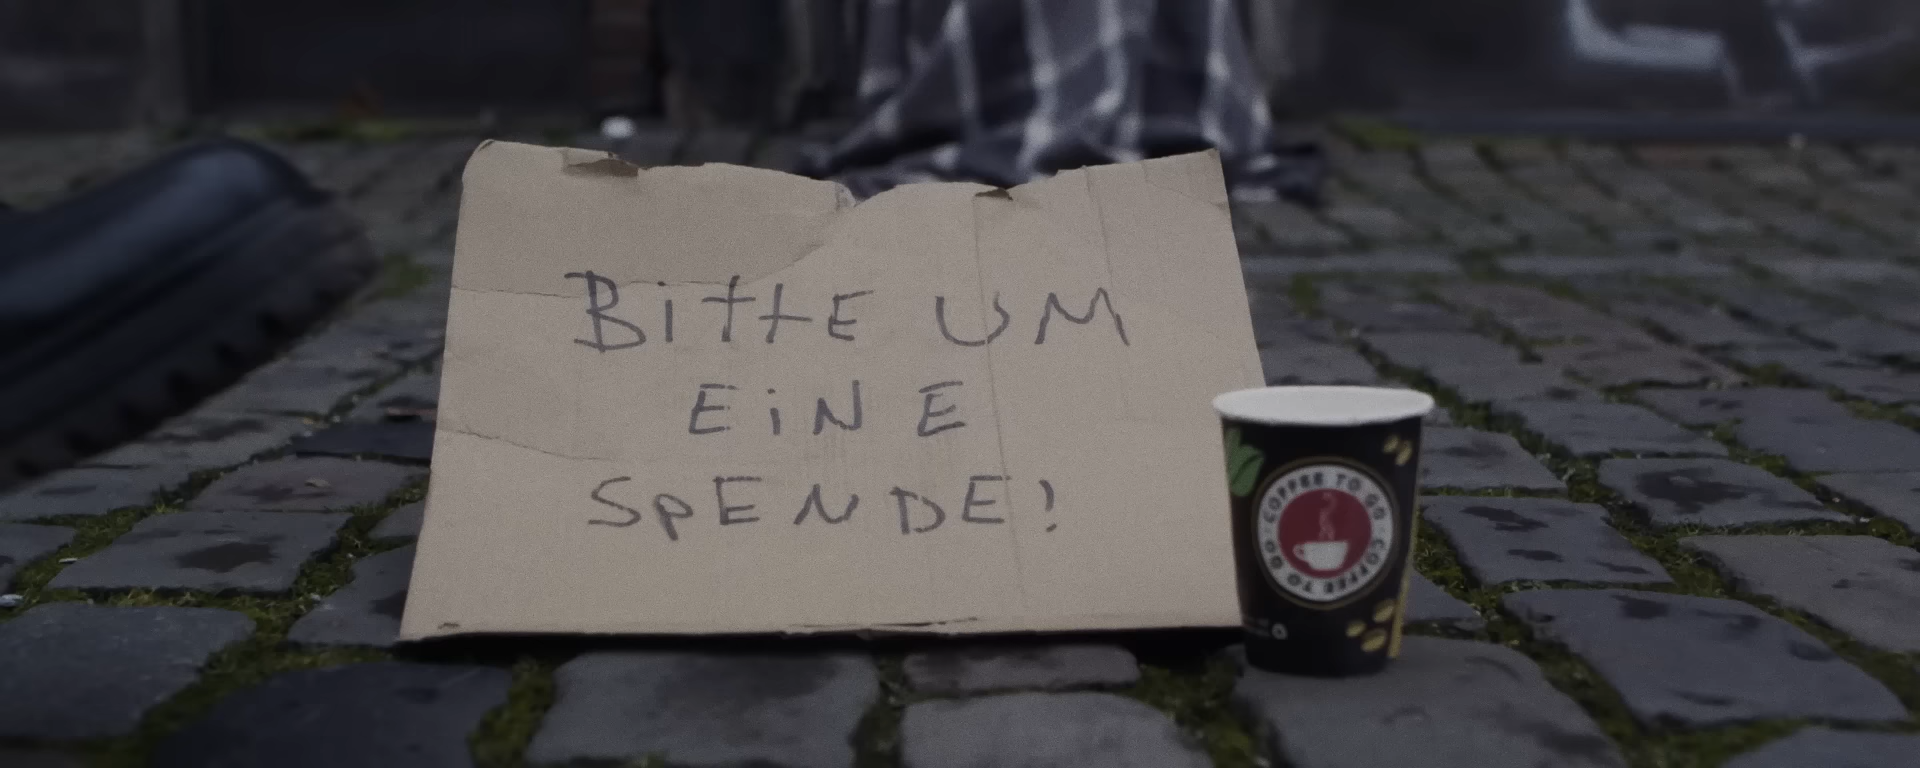 BiTTE UM
EiNE
SpENDE!
COFFEE TO GO · COFFEE TO GO ·